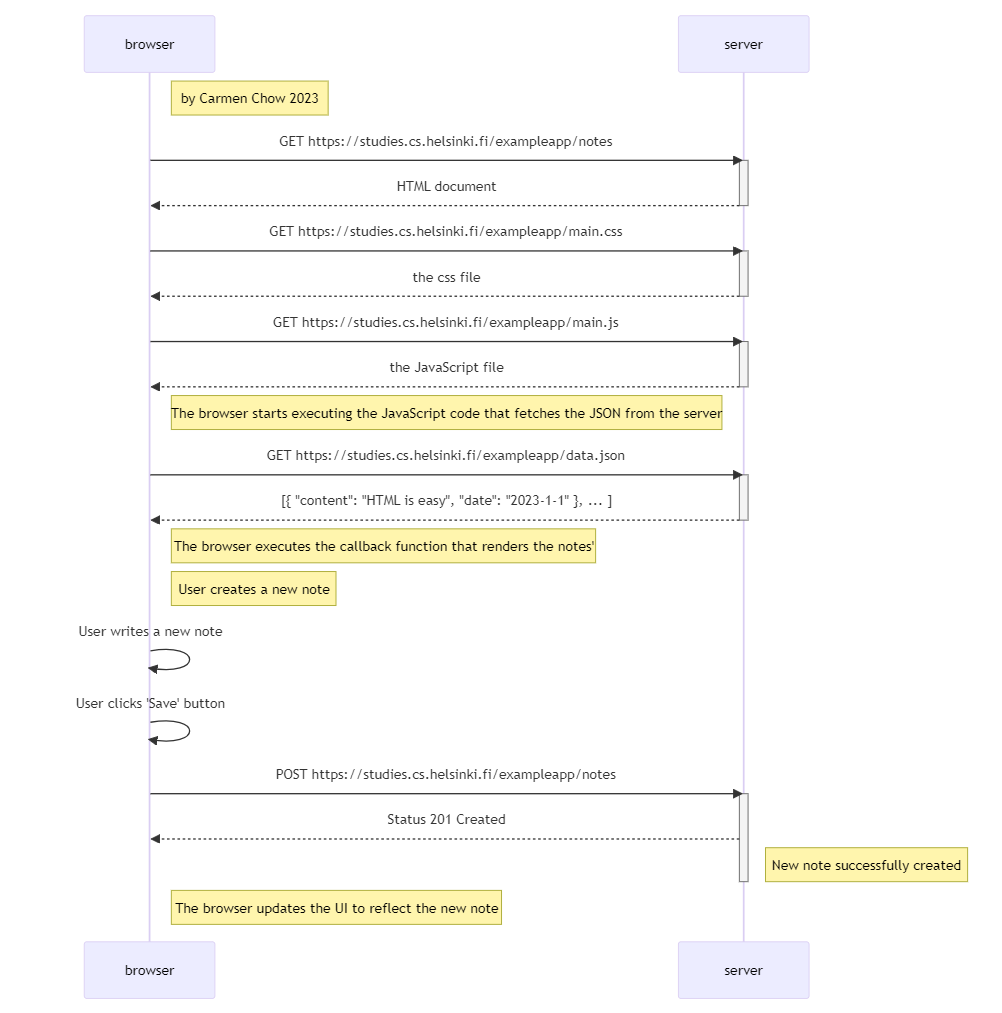 browser
server
by Carmen Chow 2023
GET https://studies.cs.helsinki.fi/exampleapp/notes
HTML document
GET https://studies.cs.helsinki.fi/exampleapp/main.css
the css file
GET https://studies.cs.helsinki.fi/exampleapp/main.js
the JavaScript file
The browser starts executing the JavaScript code that fetches the JSON from the server
GET https://studies.cs.helsinki.fi/exampleapp/data.json
[{ "content": "HTML is easy", "date": "2023-1-1" }, ... ]
The browser executes the callback function that renders the notes'
User creates a new note
User writes a new note
User clicks 'Save' button
POST https://studies.cs.helsinki.fi/exampleapp/notes
Status 201 Created
New note successfully created
The browser updates the UI to reflect the new note
browser
server